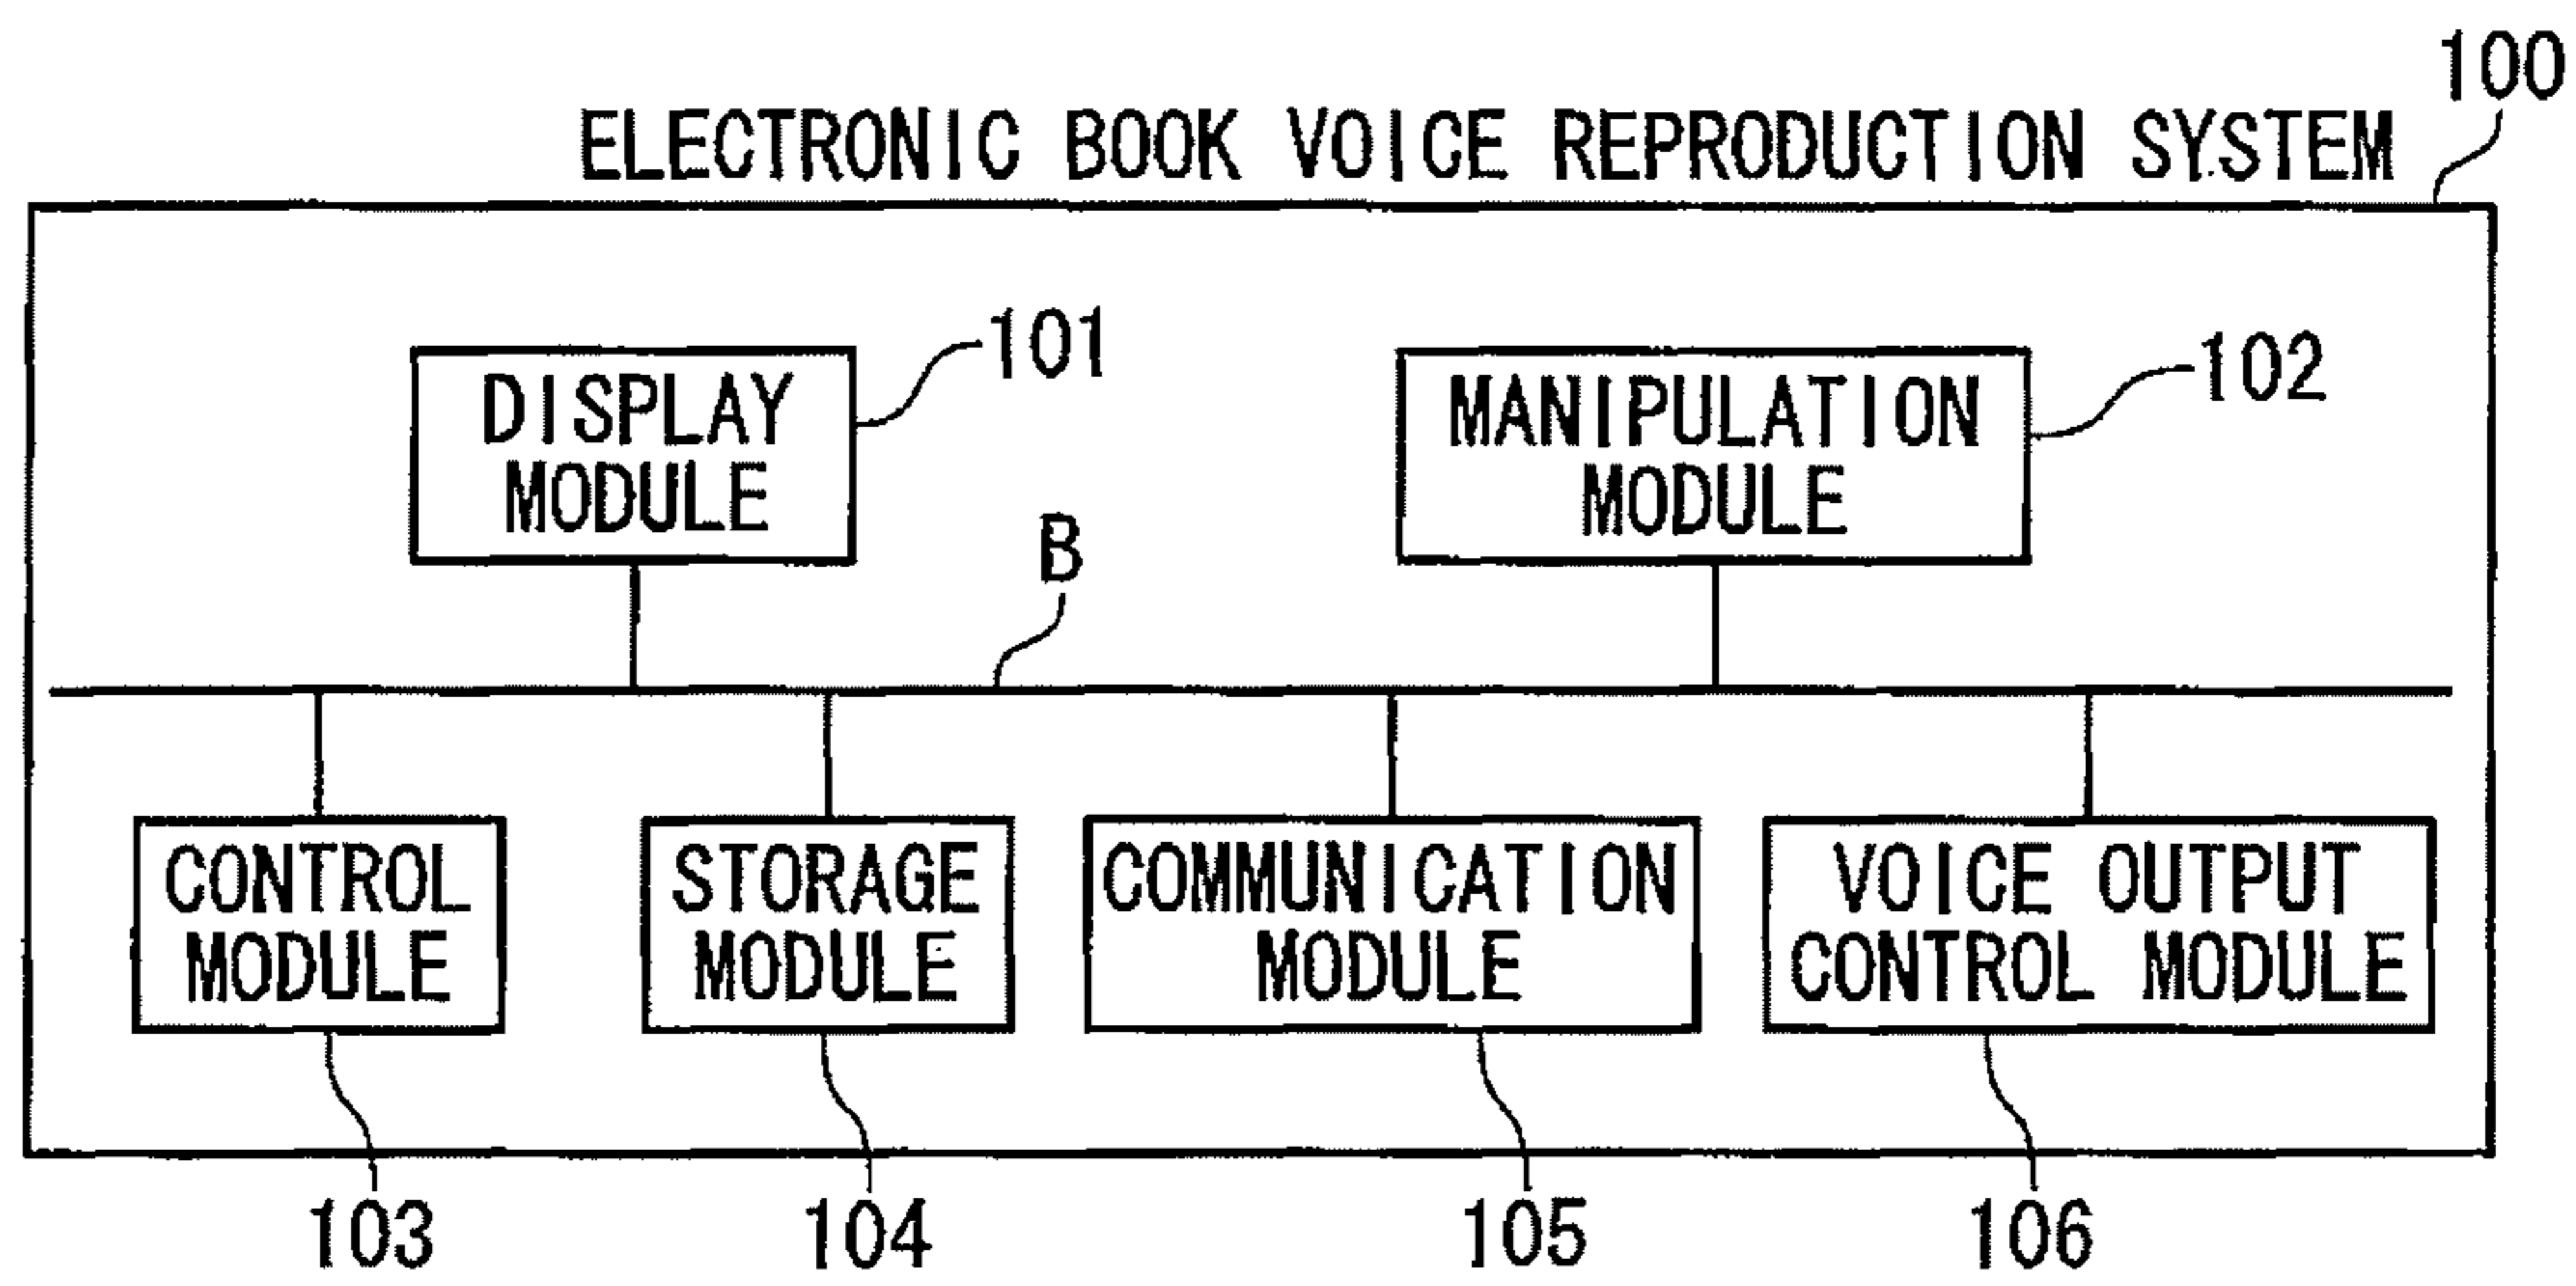 100
ELECTRONIC BOOK VOICE REPRODUCTION SYSTEM
101
DISPLAY
MODULE
102
MANIPULATION
MODULE
B
CONTROL
MODULE
STORAGE
MODULE
COMMUNICATION
MODULE
VOICE OUTPUT
CONTROL MODULE
103
104
105
106